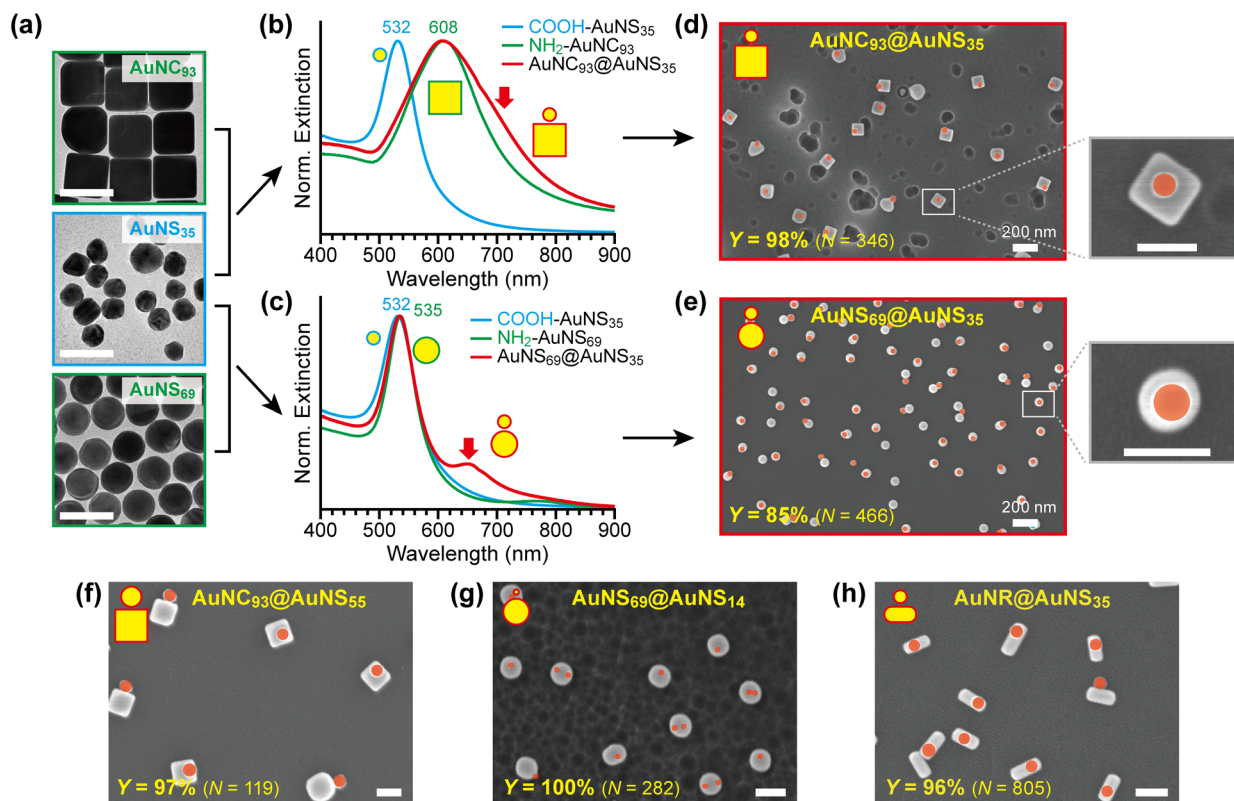 (a)
AuNC93
AuNS35
AuNS69
(b)
532
608
COOH-AuNS35
NH2-AuNC93
AuNC93@AuNS35
Norm. Extinction
400 500 600 700 800 900
Wavelength (nm)
(c)
532
535
COOH-AuNS35
NH2-AuNS69
AuNS69@AuNS35
Norm. Extinction
400 500 600 700 800 900
Wavelength (nm)
(d)
AuNC93@AuNS35
Y = 98% (N = 346)
200 nm
(e)
AuNS69@AuNS35
Y = 85% (N = 466)
200 nm
(f)
AuNC93@AuNS55
Y = 97% (N = 119)
(g)
AuNS69@AuNS14
Y = 100% (N = 282)
(h)
AuNR@AuNS35
Y = 96% (N = 805)